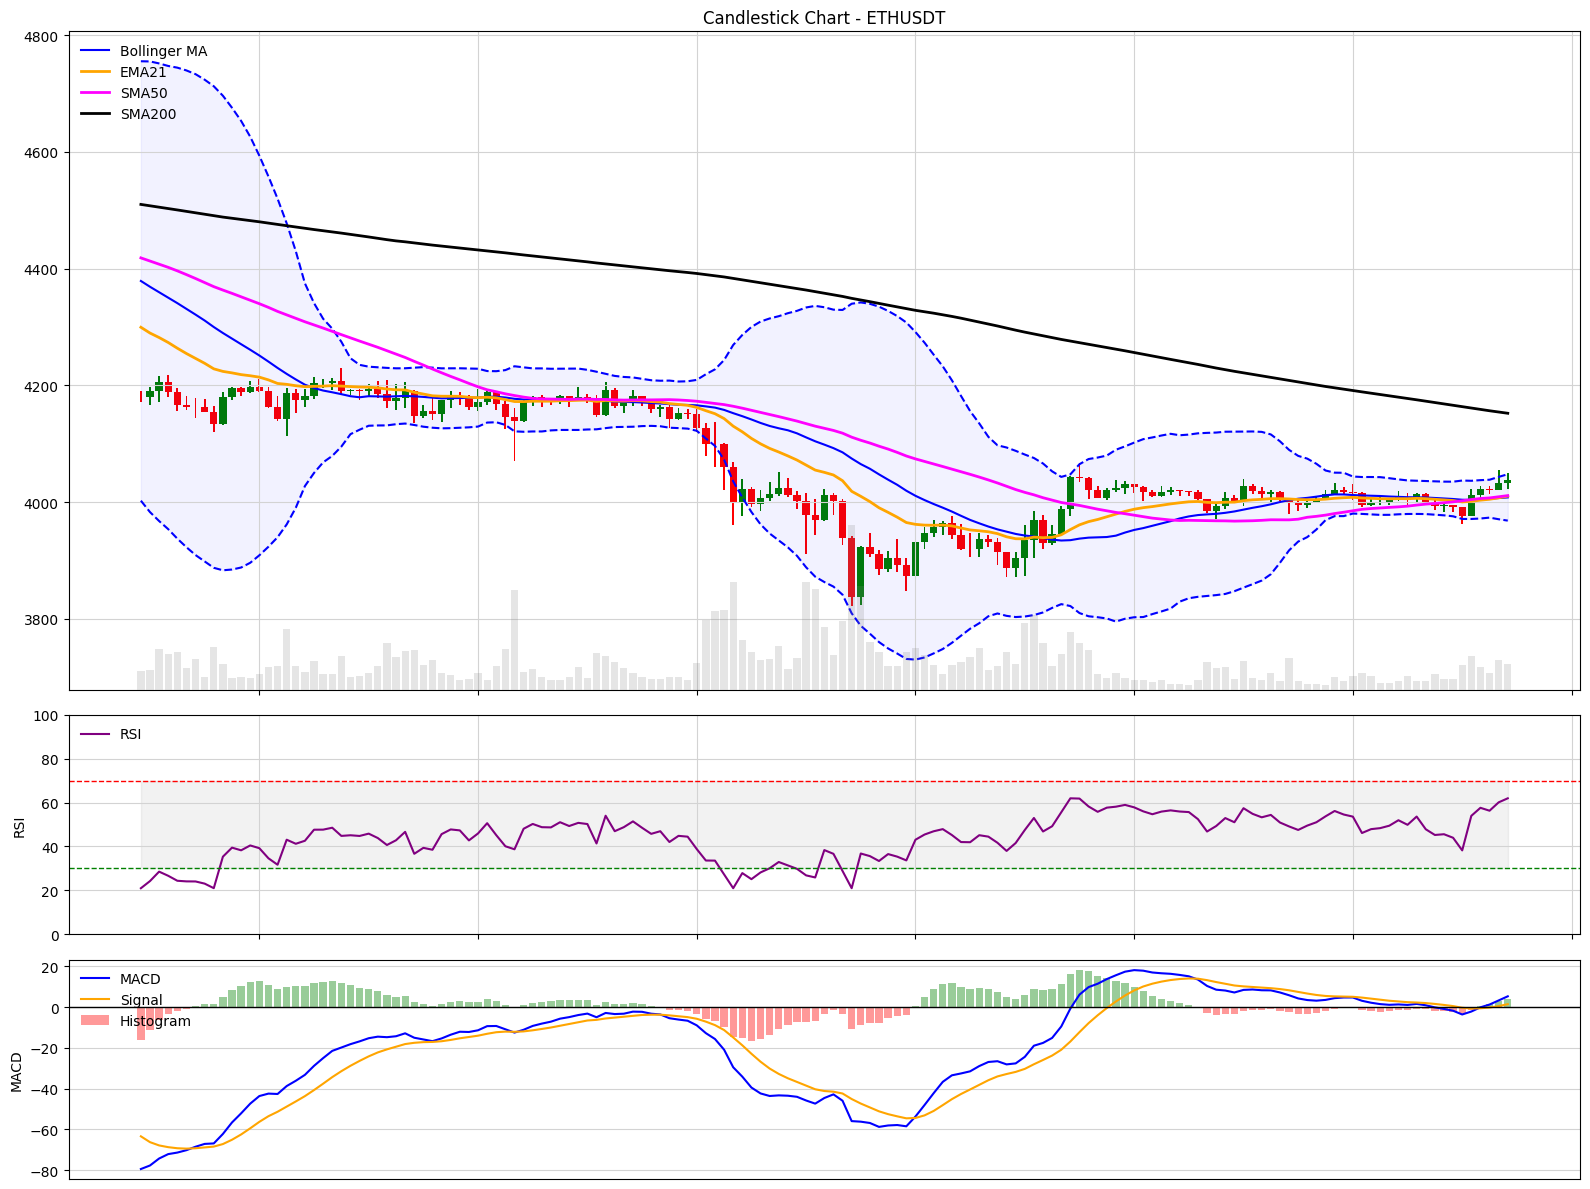 Candlestick Chart - ETHUSDT
4800
4600
4400
4200
4000
3800
Bollinger MA
EMA21
SMA50
SMA200
100
80
60
40
20
0
RSI
RSI
20
0
−20
−40
−60
−80
MACD
MACD
Signal
Histogram